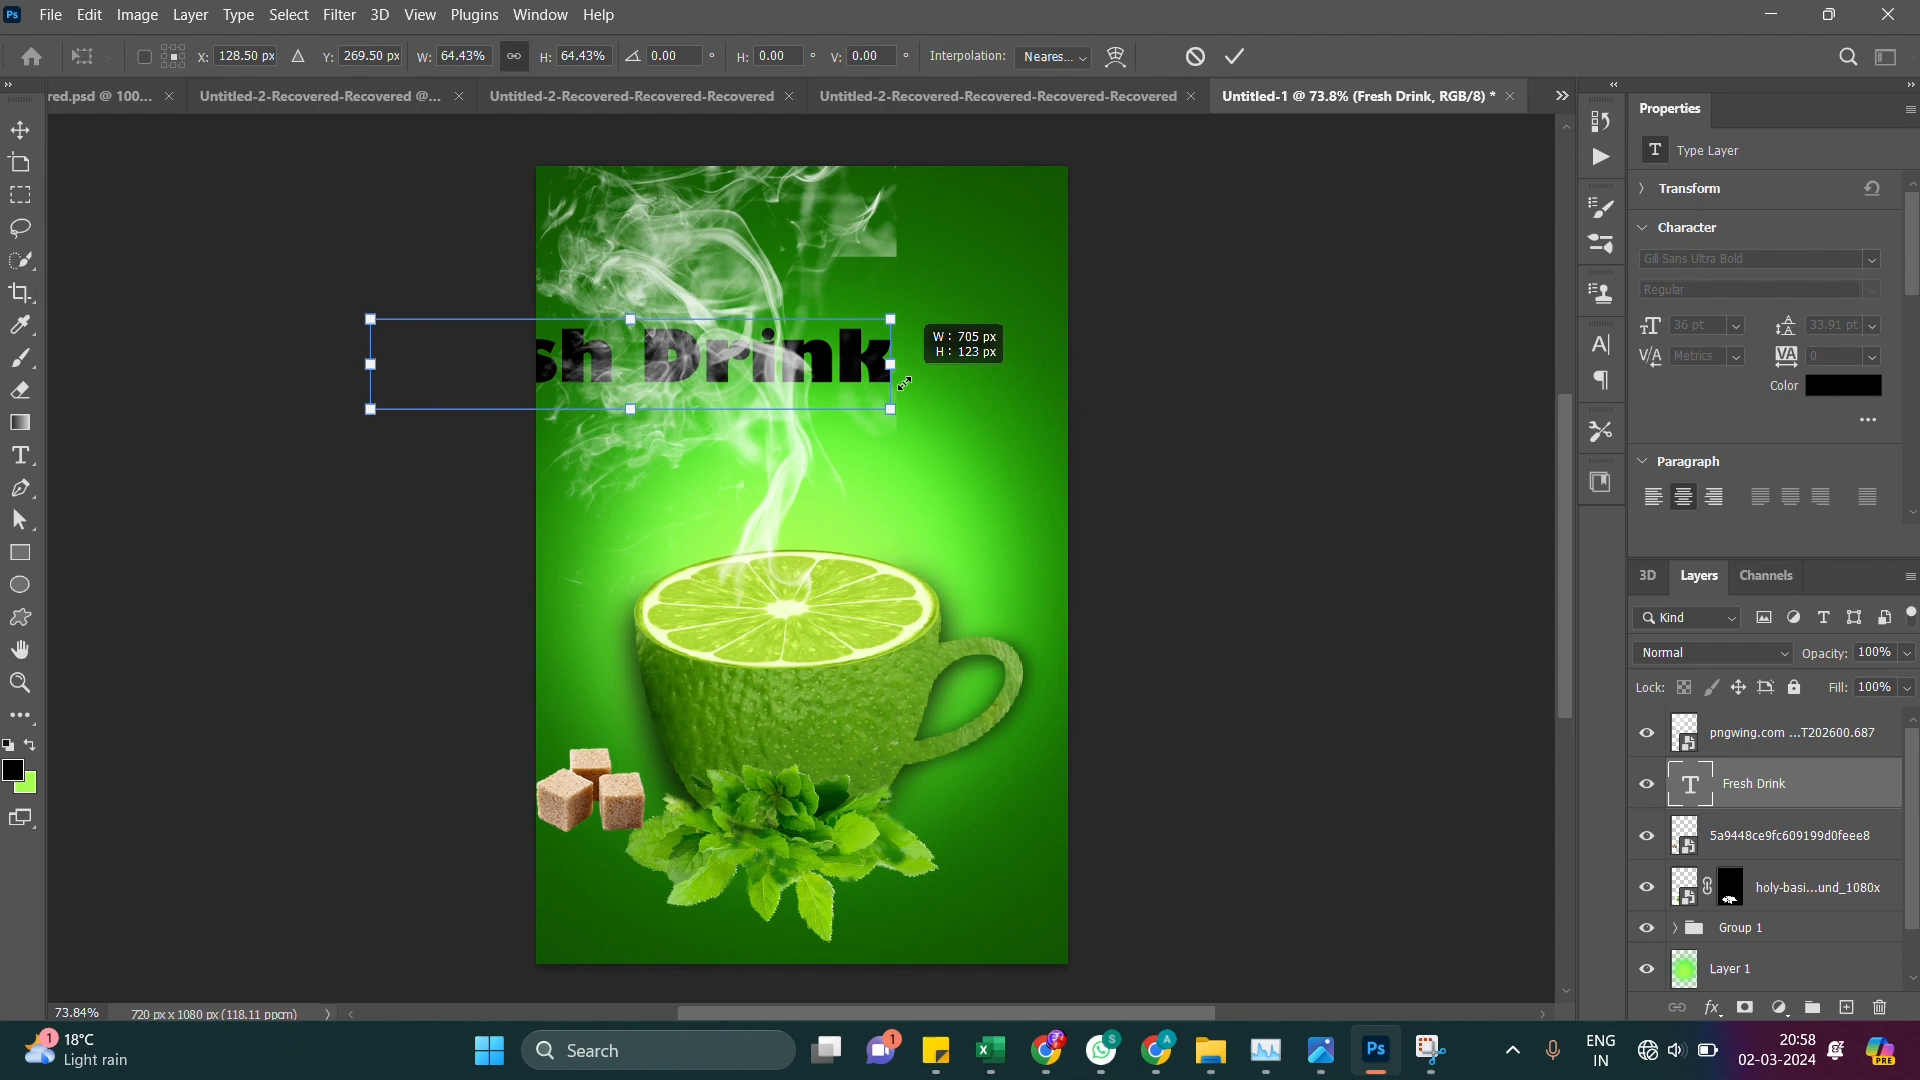 Ps File Edit Image Layer Type Select Filter 3D View Plugins Window Help
X: 128.50 px Y: 269.50 px W: 64.43% H: 64.43% 0.00 ° H: 0.00 ° V: 0.00 ° Interpolation: Neares...
red.psd @ 100... Untitled-2-Recovered-Recovered @... Untitled-2-Recovered-Recovered-Recovered Untitled-2-Recovered-Recovered-Recovered-Recovered Untitled-1 @ 73.8% (Fresh Drink, RGB/8) *
Properties
T Type Layer
Transform
Character
Gill Sans Ultra Bold
Regular
36 pt 33.91 pt
Metrics 0
Color
Paragraph
sh Drink
W: 705 px
H: 123 px
3D Layers Channels
Kind
Normal Opacity: 100%
Lock: Fill: 100%
pngwing.com ...T202600.687
T Fresh Drink
5a9448ce9fc609199d0feee8
holy-basi...und_1080x
Group 1
Layer 1
73.84% 720 px x 1080 px (118.11 ppcm)
1 18°C
Light rain
Search
1
S
A
Ps
ENG
IN
20:58
02-03-2024
PRE